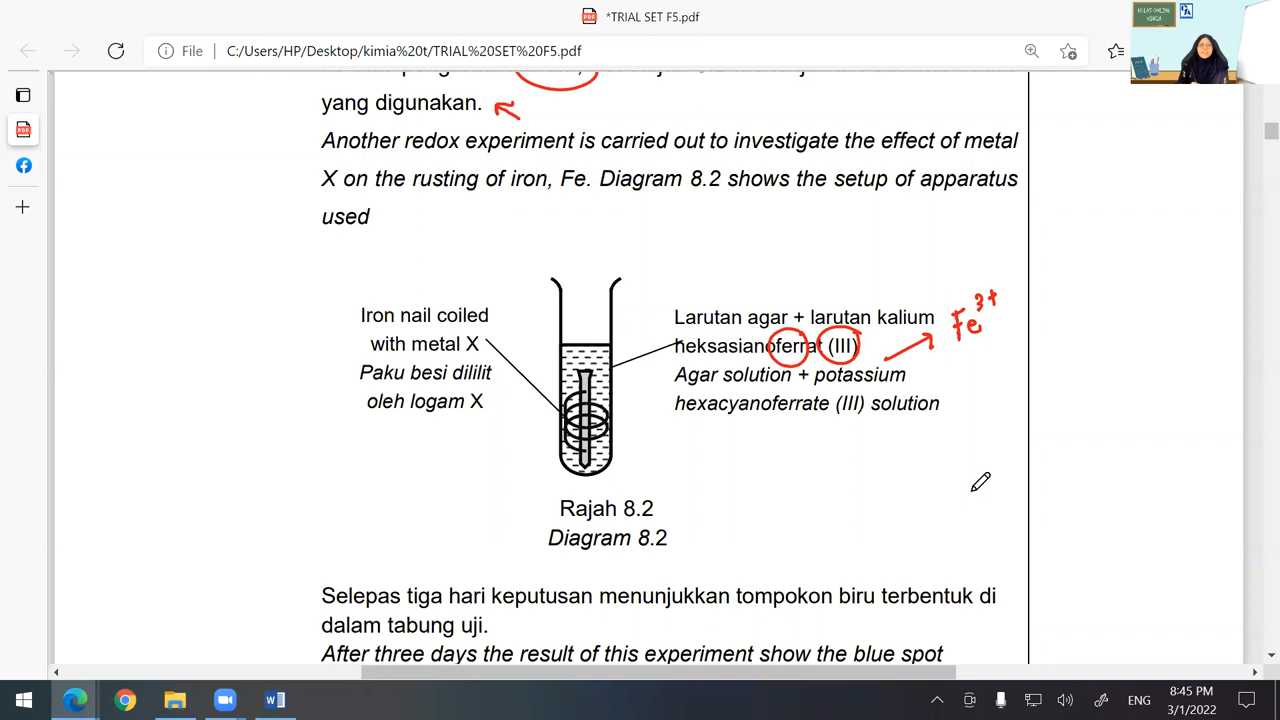 *TRIAL SET F5.pdf
File
C:/Users/HP/Desktop/kimia%20t/TRIAL%20SET%20F5.pdf
KELAS ONLINE
KIMIA
yang digunakan.
Another redox experiment is carried out to investigate the effect of metal
X on the rusting of iron, Fe. Diagram 8.2 shows the setup of apparatus
used
Iron nail coiled
with metal X
Paku besi dililit
oleh logam X
Larutan agar + larutan kalium
heksasianoferrat (III)
Agar solution + potassium
hexacyanoferrate (III) solution
Fe3+
Rajah 8.2
Diagram 8.2
Selepas tiga hari keputusan menunjukkan tompokon biru terbentuk di
dalam tabung uji.
After three days the result of this experiment show the blue spot
ENG
8:45 PM
3/1/2022